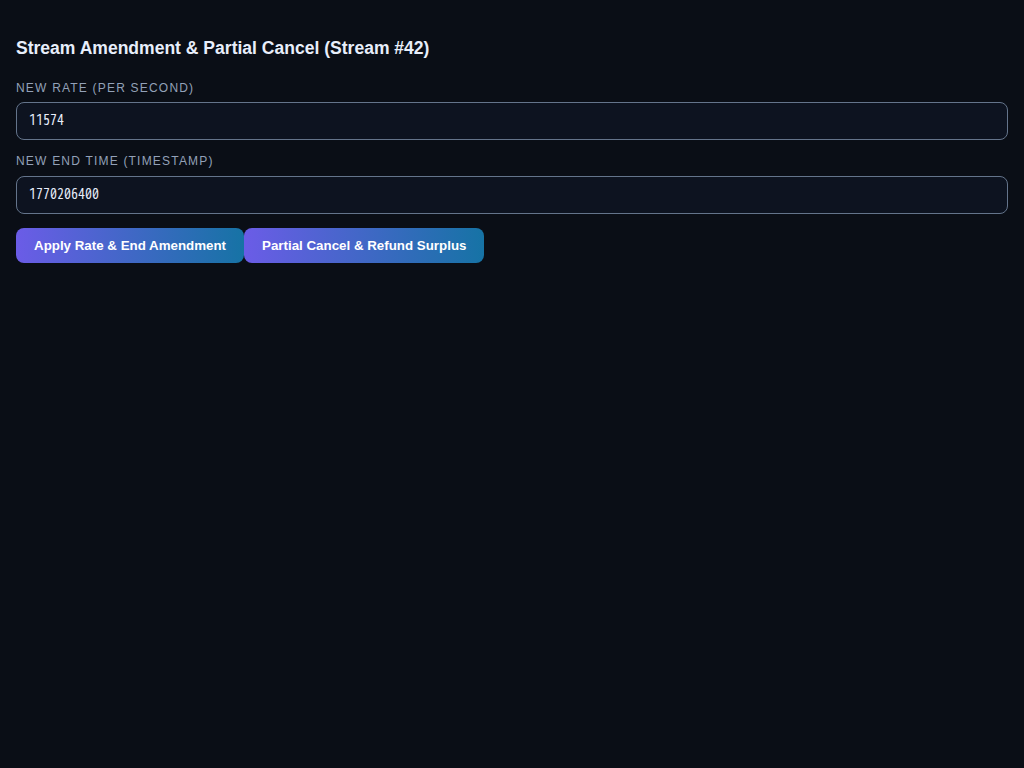 Stream Amendment & Partial Cancel (Stream #42)
NEW RATE (PER SECOND)
11574
NEW END TIME (TIMESTAMP)
1770206400
Apply Rate & End Amendment Partial Cancel & Refund Surplus